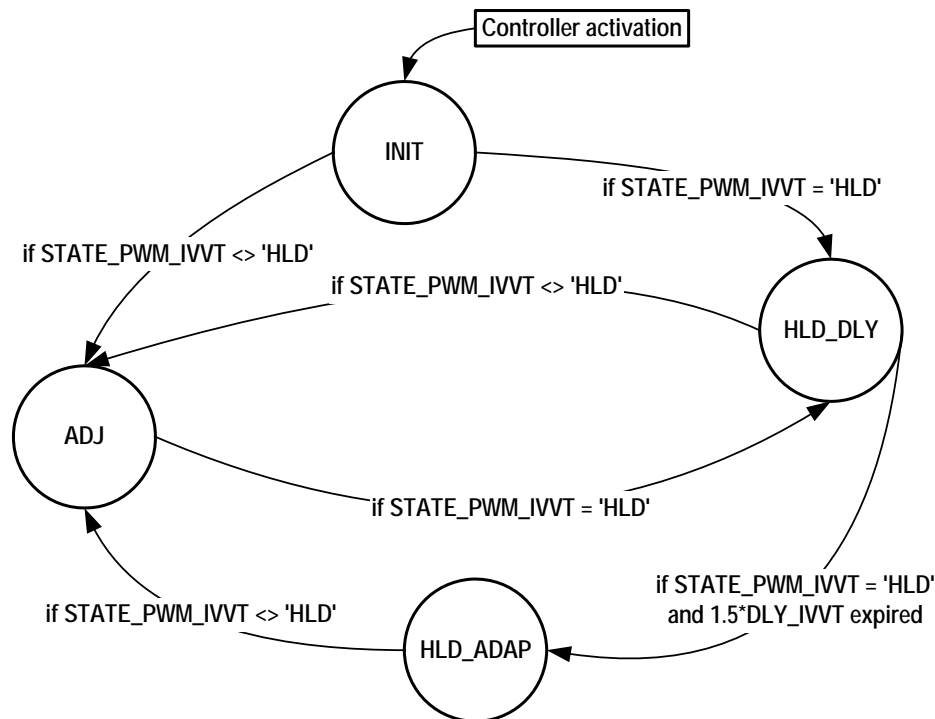 Controller activation
INIT
if STATE_PWM_IVVT = 'HLD'
if STATE_PWM_IVVT <> 'HLD'
if STATE_PWM_IVVT <> 'HLD'
HLD_DLY
ADJ
if STATE_PWM_IVVT = 'HLD'
if STATE_PWM_IVVT = 'HLD'
and 1.5*DLY_IVVT expired
if STATE_PWM_IVVT <> 'HLD'
HLD_ADAP